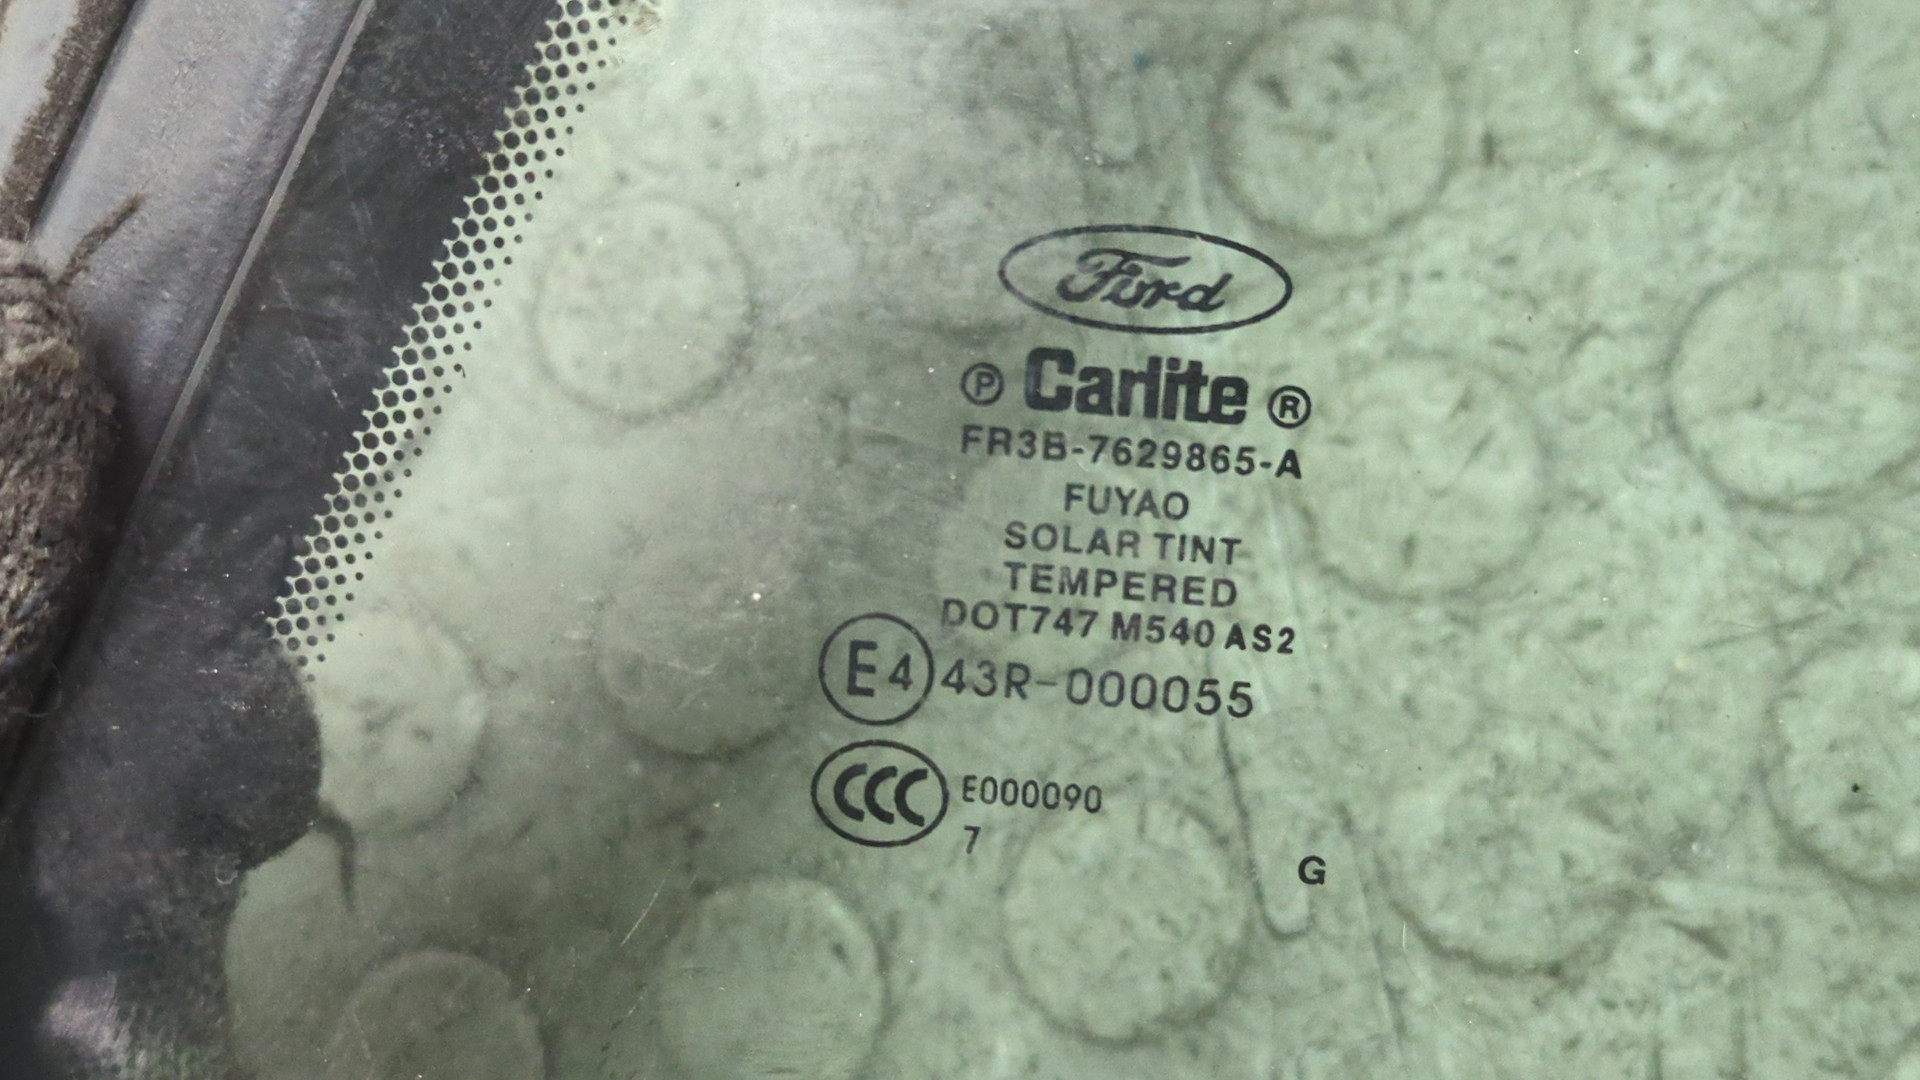 Ford
Ⓟ Carlite ®
FR3B-7629865-A
FUYAO
SOLAR TINT
TEMPERED
DOT747 M540 AS2
E4 43R-000055
CCC E000090
7
G